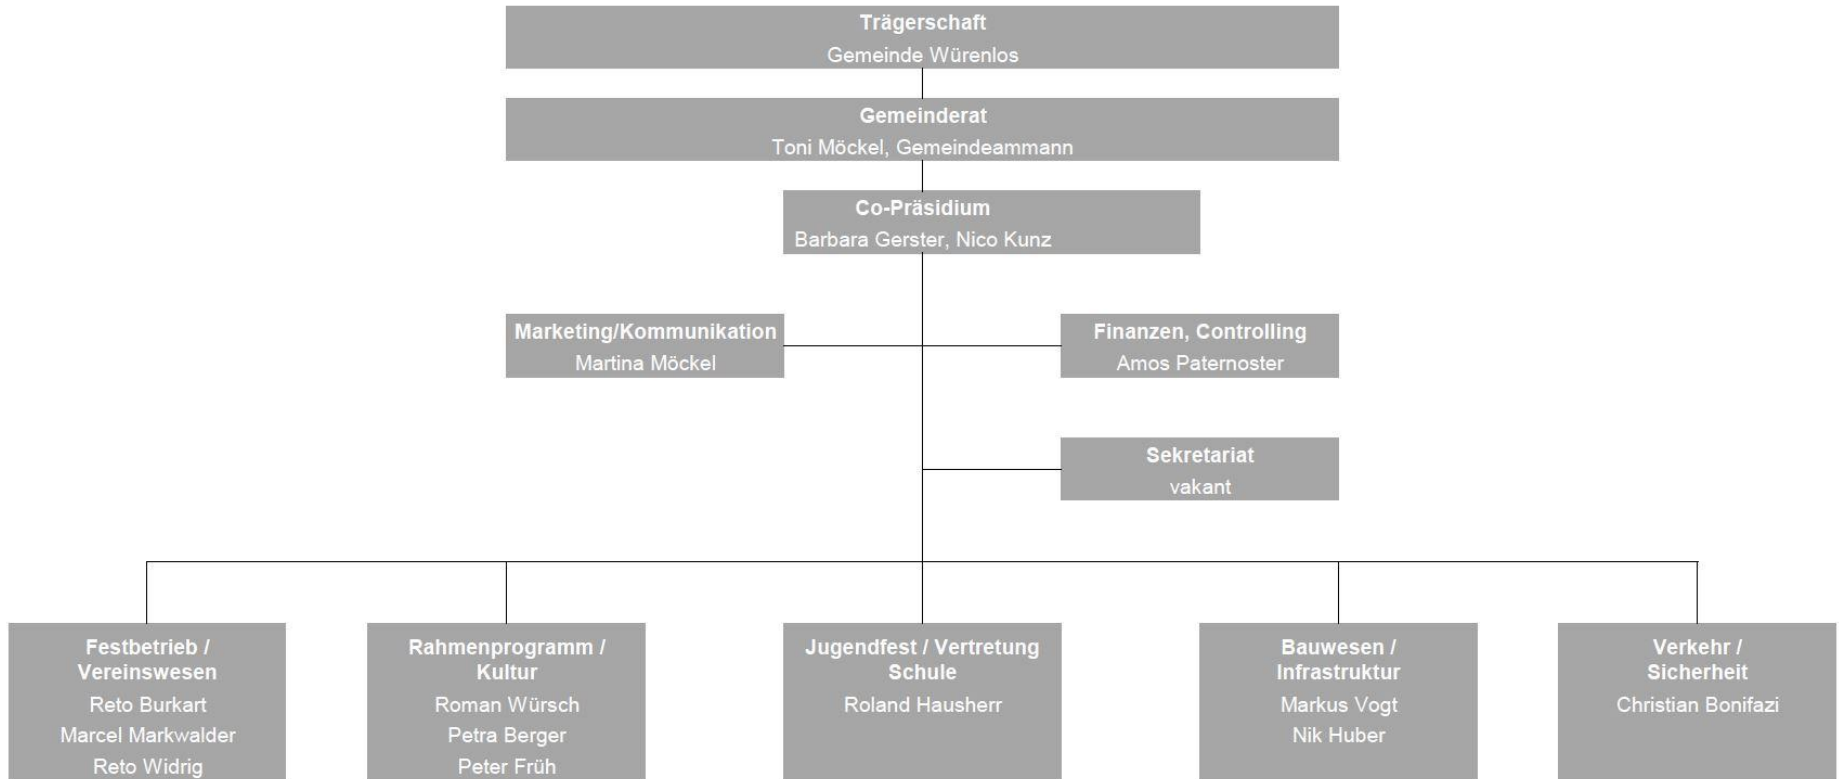 Trägerschaft
Gemeinde Würenlos
Gemeinderat
Toni Möckel, Gemeindeammann
Co-Präsidium
Barbara Gerster, Nico Kunz
Marketing/Kommunikation
Martina Möckel
Finanzen, Controlling
Amos Paternoster
Sekretariat
vakant
Festbetrieb /
Vereinswesen
Reto Burkart
Marcel Markwalder
Reto Widrig
Rahmenprogramm /
Kultur
Roman Würsch
Petra Berger
Peter Früh
Jugendfest / Vertretung
Schule
Roland Hausherr
Bauwesen /
Infrastruktur
Markus Vogt
Nik Huber
Verkehr /
Sicherheit
Christian Bonifazi